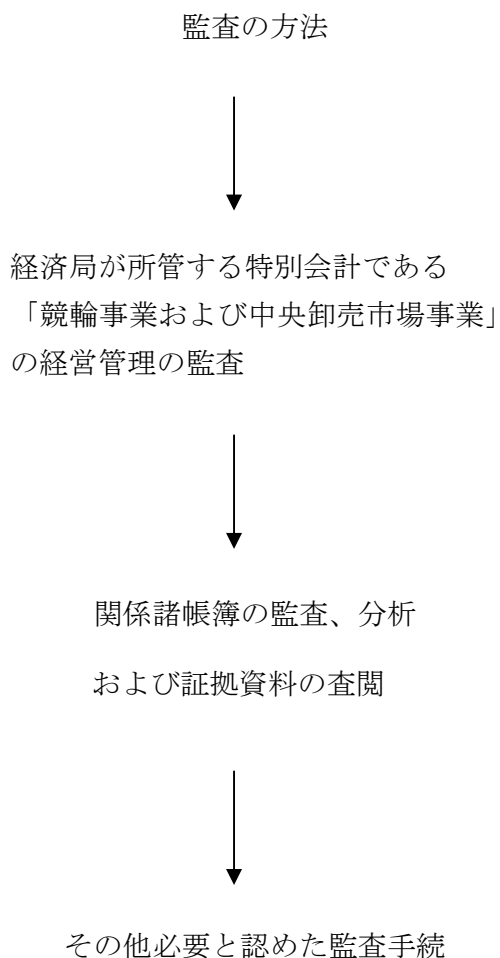 監査の方法
経済局が所管する特別会計である
「競輪事業および中央卸売市場事業」
の経営管理の監査
関係諸帳簿の監査、分析
および証拠資料の査閲
その他必要と認めた監査手続